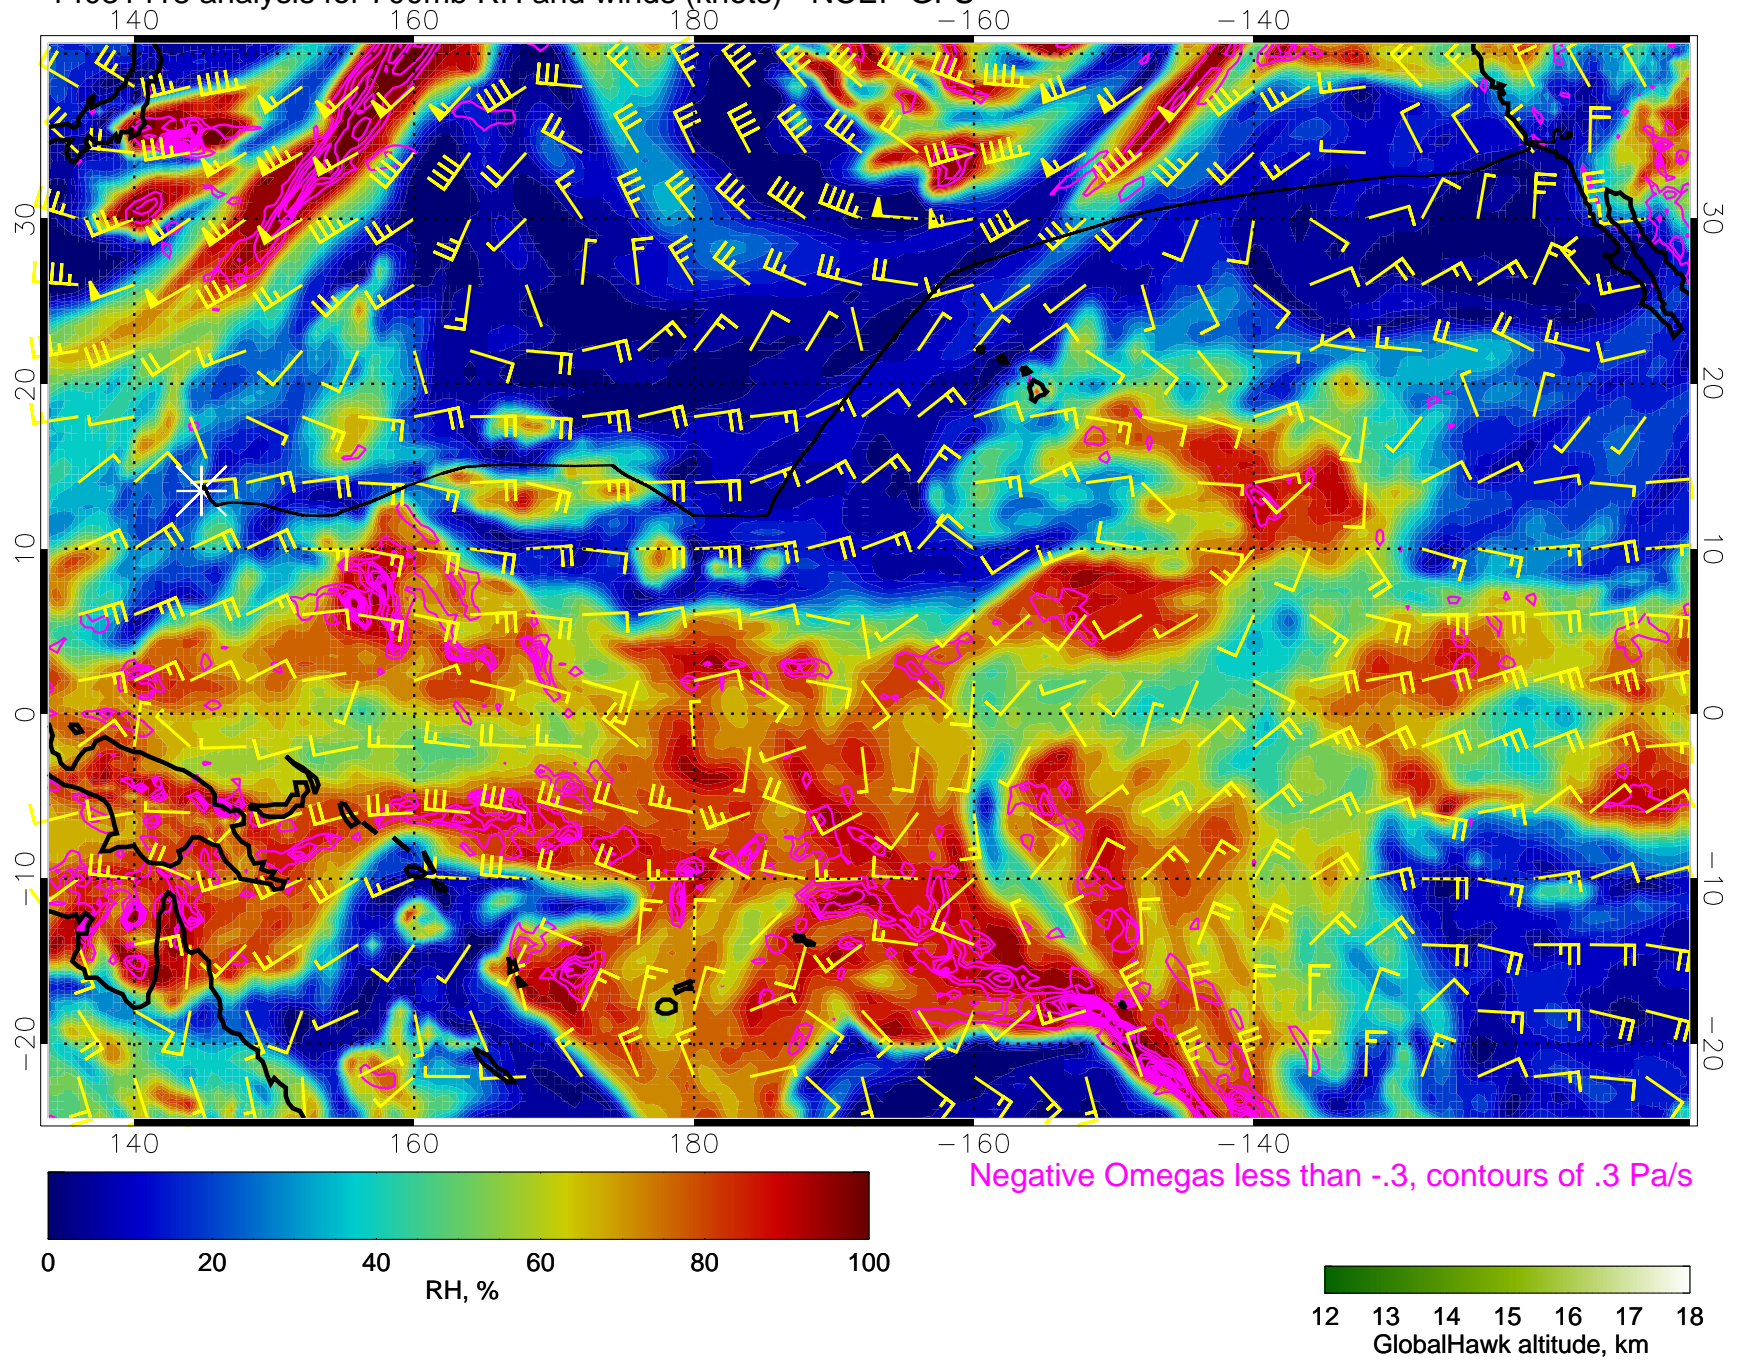 140 160 180 −160 −140
30 30
20 20
10 10
0 0
−10 −10
−20 −20
140 160 180 −160 −140
Negative Omegas less than -.3, contours of .3 Pa/s
0 20 40 60 80 100
RH, %
12 13 14 15 16 17 18
GlobalHawk altitude, km